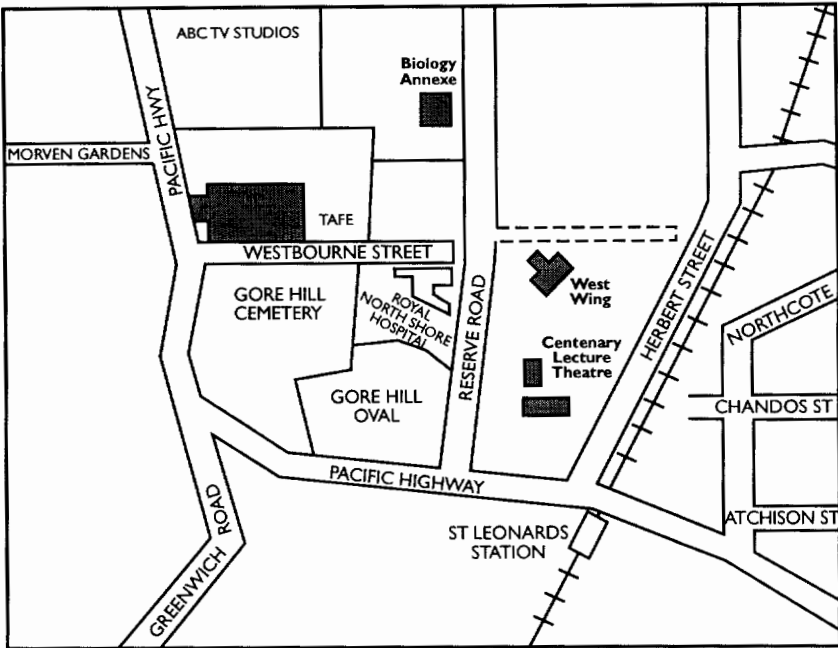 ABC TV STUDIOS
Biology
Annexe
PACIFIC HWY
MORVEN GARDENS
TAFE
WESTBOURNE STREET
GORE HILL
CEMETERY
ROYAL
NORTH SHORE
HOSPITAL
West
Wing
RESERVE ROAD
HERBERT STREET
NORTHCOTE
Centenary
Lecture
Theatre
GORE HILL
OVAL
CHANDOS ST
PACIFIC HIGHWAY
ATCHISON ST
ST LEONARDS
STATION
GREENWICH ROAD